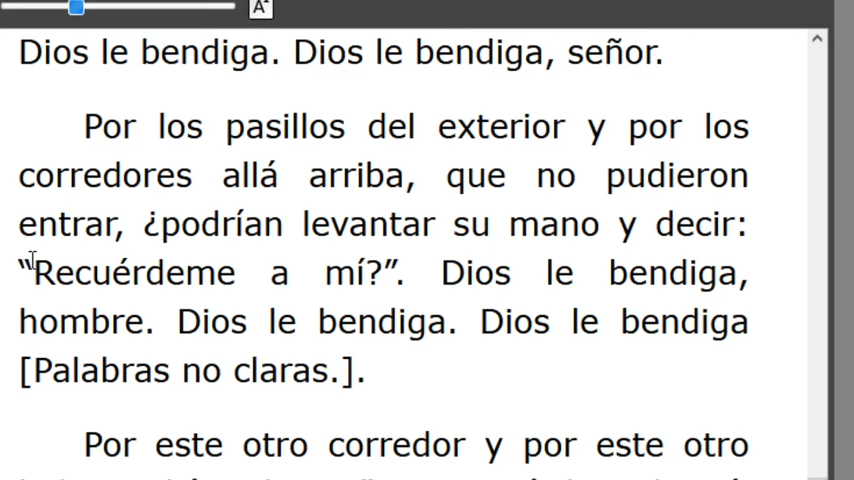 A
Dios le bendiga. Dios le bendiga, señor.
Por los pasillos del exterior y por los
corredores allá arriba, que no pudieron
entrar, ¿podrían levantar su mano y decir:
“Recuérdeme a mí?”. Dios le bendiga,
hombre. Dios le bendiga. Dios le bendiga
[Palabras no claras.].
Por este otro corredor y por este otro